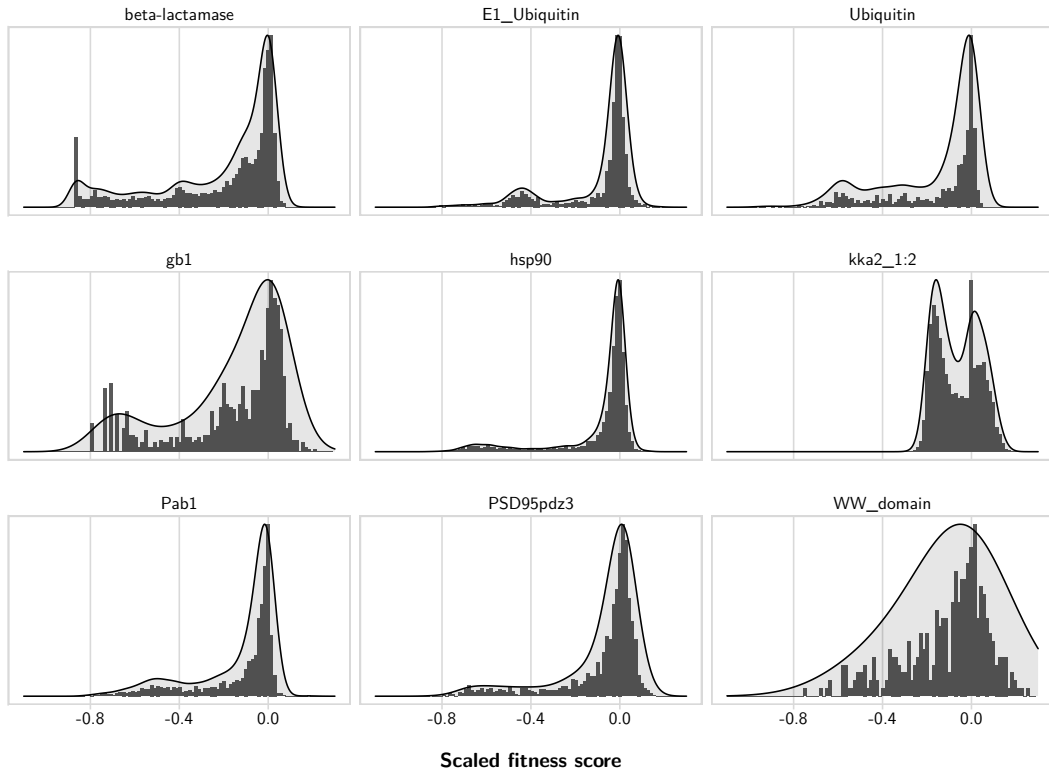 beta-lactamase E1_Ubiquitin Ubiquitin
gb1 hsp90 kka2_1:2
Pab1 PSD95pdz3 WW_domain
-0.8 -0.4 0.0 -0.8 -0.4 0.0 -0.8 -0.4 0.0
Scaled fitness score